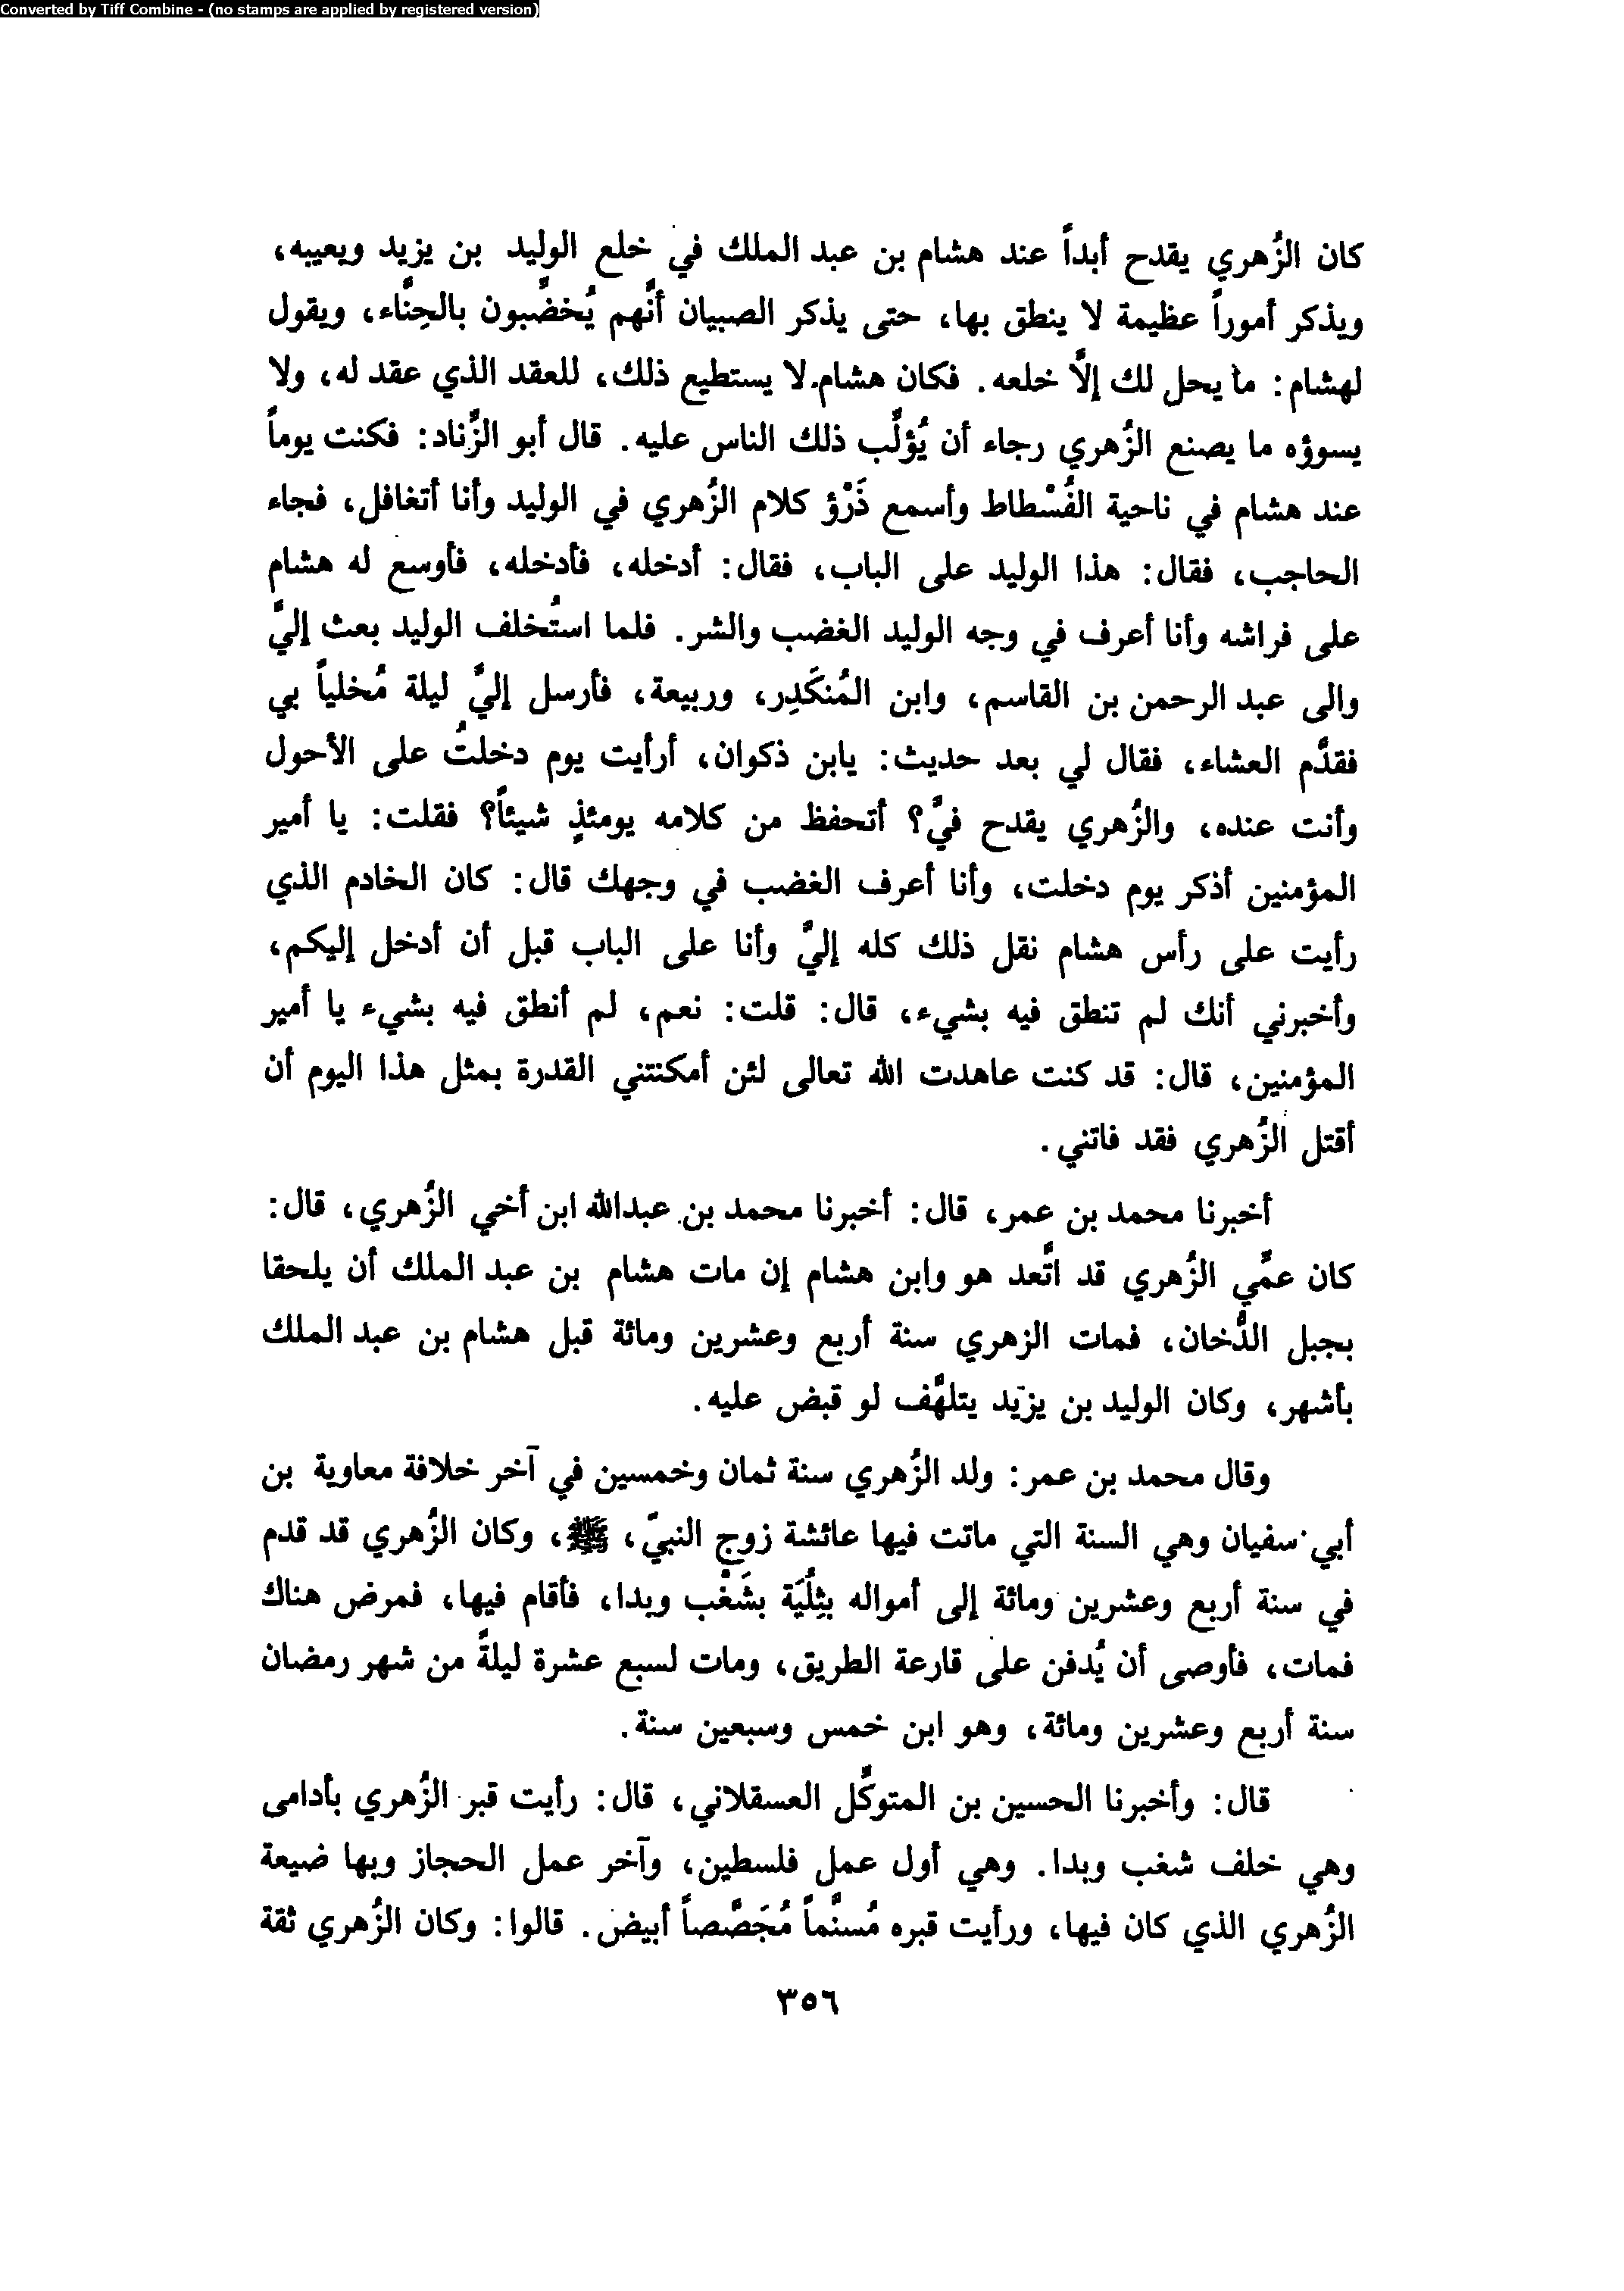 Converted by Tiff Combine - (no stamps are applied by registered version)
كان الزُهري يقدح أبداً عند هشام بن عبد الملك في خلع الوليد بن يزيد ويعيبه،
ويذكر أموراً عظيمة لا ينطق بها، حتى يذكر الصبيان أنَّهم يُخضَّبون بالحِنَّاء، ويقول
لهشام: ما يحل لك إلَّا خلعه. فكان هشام لا يستطيع ذلك، للعقد الذي عقد له، ولا
يسوؤه ما يصنع الزُهري رجاء أن يُؤلَّب ذلك الناس عليه. قال أبو الزَّناد: فكنت يوماً
عند هشام في ناحية الفُسْطاط وأسمع ذَرْؤ كلام الزُهري في الوليد وأنا أتغافل، فجاء
الحاجب، فقال: هذا الوليد على الباب، فقال: أدخله، فأدخله، فأوسع له هشام
على فراشه وأنا أعرف في وجه الوليد الغضب والشر. فلما استُخلف الوليد بعث إليَّ
والى عبد الرحمن بن القاسم، وابن المُنكَدِر، وربيعة، فأرسل إليَّ ليلة مُخلياً بي
فقدَّم العشاء، فقال لي بعد حديث: يابن ذكوان، أرأيت يوم دخلتُ على الأحول
وأنت عنده، والزُهري يقدح فيَّ؟ أتحفظ من كلامه يومئذٍ شيئاً؟ فقلت: يا أمير
المؤمنين أذكر يوم دخلت، وأنا أعرف الغضب في وجهك قال: كان الخادم الذي
رأيت على رأس هشام نقل ذلك كله إليَّ وأنا على الباب قبل أن أدخل إليكم،
وأخبرني أنك لم تنطق فيه بشيء، قال: قلت: نعم، لم أنطق فيه بشيء يا أمير
المؤمنين، قال: قد كنت عاهدت الله تعالى لئن أمكنتني القدرة بمثل هذا اليوم أن
أقتل الزُهري فقد فاتني.
أخبرنا محمد بن عمر، قال: أخبرنا محمد بن عبدالله ابن أخي الزُهري، قال:
كان عمَّي الزُهري قد اتَّعد هو وابن هشام إن مات هشام بن عبد الملك أن يلحقا
بجبل الدُّخان، فمات الزهري سنة أربع وعشرين ومائة قبل هشام بن عبد الملك
بأشهر، وكان الوليد بن يزيد يتلهَّف لو قبض عليه.
وقال محمد بن عمر: ولد الزُهري سنة ثمان وخمسين في آخر خلافة معاوية بن
أبي سفيان وهي السنة التي ماتت فيها عائشة زوج النبيّ، ﷺ، وكان الزُهري قد قدم
في سنة أربع وعشرين ومائة إلى أمواله بثِلْيَة بشَغْب وبدا، فأقام فيها، فمرض هناك
فمات، فأوصى أن يُدفن على قارعة الطريق، ومات لسبع عشرة ليلةً من شهر رمضان
سنة أربع وعشرين ومائة، وهو ابن خمس وسبعين سنة.
قال: وأخبرنا الحسين بن المتوكَّل العسقلاني، قال: رأيت قبر الزُهري بأدامى
وهي خلف شغب وبدا. وهي أول عمل فلسطين، وآخر عمل الحجاز وبها ضيعة
الزُهري الذي كان فيها، ورأيت قبره مُسنَّماً مُجَصَّصاً أبيض. قالوا: وكان الزُهري ثقة
٣٥٦